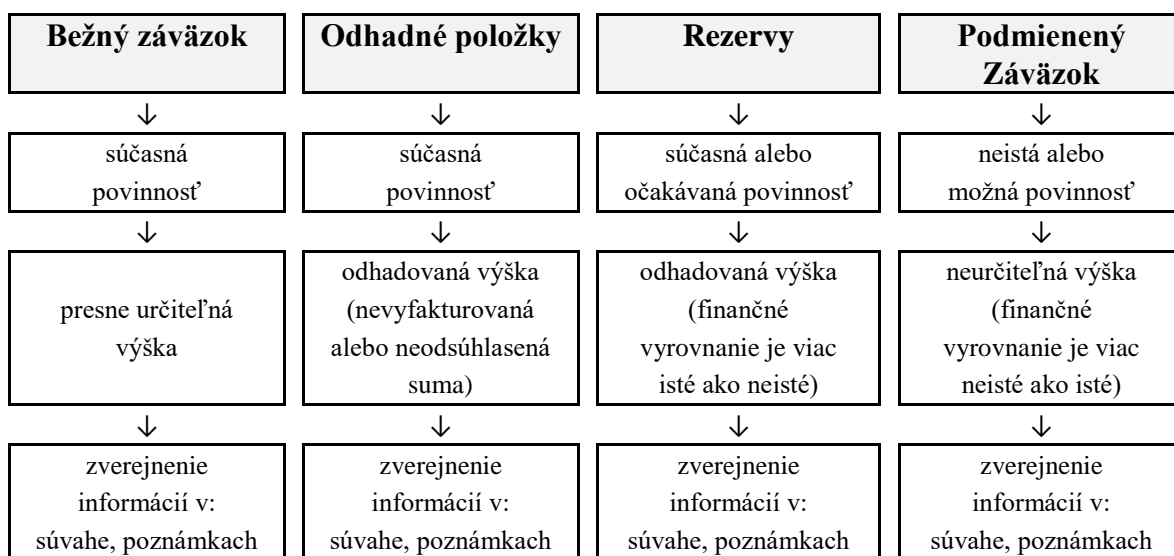 Bežný záväzok
↓
súčasná
povinnosť
↓
presne určiteľná
výška
↓
zverejnenie
informácií v:
súvahe, poznámkach
Odhadné položky
↓
súčasná
povinnosť
↓
odhadovaná výška
(nevyfakturovaná
alebo neodsúhlasená
suma)
↓
zverejnenie
informácií v:
súvahe, poznámkach
Rezervy
↓
súčasná alebo
očakávaná povinnosť
↓
odhadovaná výška
(finančné
vyrovnanie je viac
isté ako neisté)
↓
zverejnenie
informácií v:
súvahe, poznámkach
Podmienený
Záväzok
↓
neistá alebo
možná povinnosť
↓
neurčiteľná výška
(finančné
vyrovnanie je viac
neisté ako isté)
↓
zverejnenie
informácií v:
súvahe, poznámkach